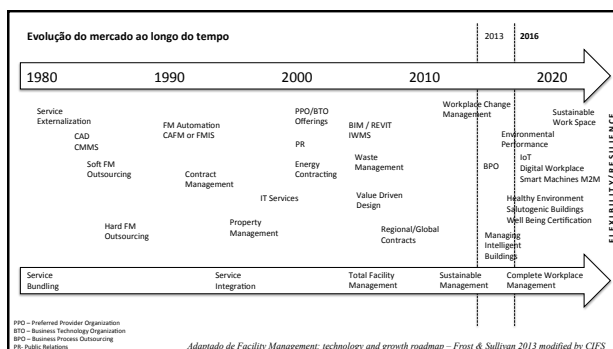 Evolução do mercado ao longo do tempo
2013
2016
1980
1990
2000
2010
2020
Service
Externalization
CAD
CMMS
Soft FM
Outsourcing
Hard FM
Outsourcing
FM Automation
CAFM or FMIS
Contract
Management
Property
Management
IT Services
PPO/BTO
Offerings
PR
Energy
Contracting
BIM / REVIT
IWMS
Waste
Management
Value Driven
Design
Regional/Global
Contracts
Workplace Change
Management
BPO
Managing
Intelligent
Buildings
Environmental
Performance
IoT
Digital Workplace
Smart Machines M2M
Healthy Environment
Salutogenic Buildings
Well Being Certification
Sustainable
Work Space
FLEXIBILITY/RESILIENCE
Service
Bundling
Service
Integration
Total Facility
Management
Sustainable
Management
Complete Workplace
Management
PPO – Preferred Provider Organization
BTO – Business Technology Organization
BPO – Business Process Outsourcing
PR- Public Relations
Adaptado de Facility Management: technology and growth roadmap – Frost & Sullivan 2013 modified by CIFS